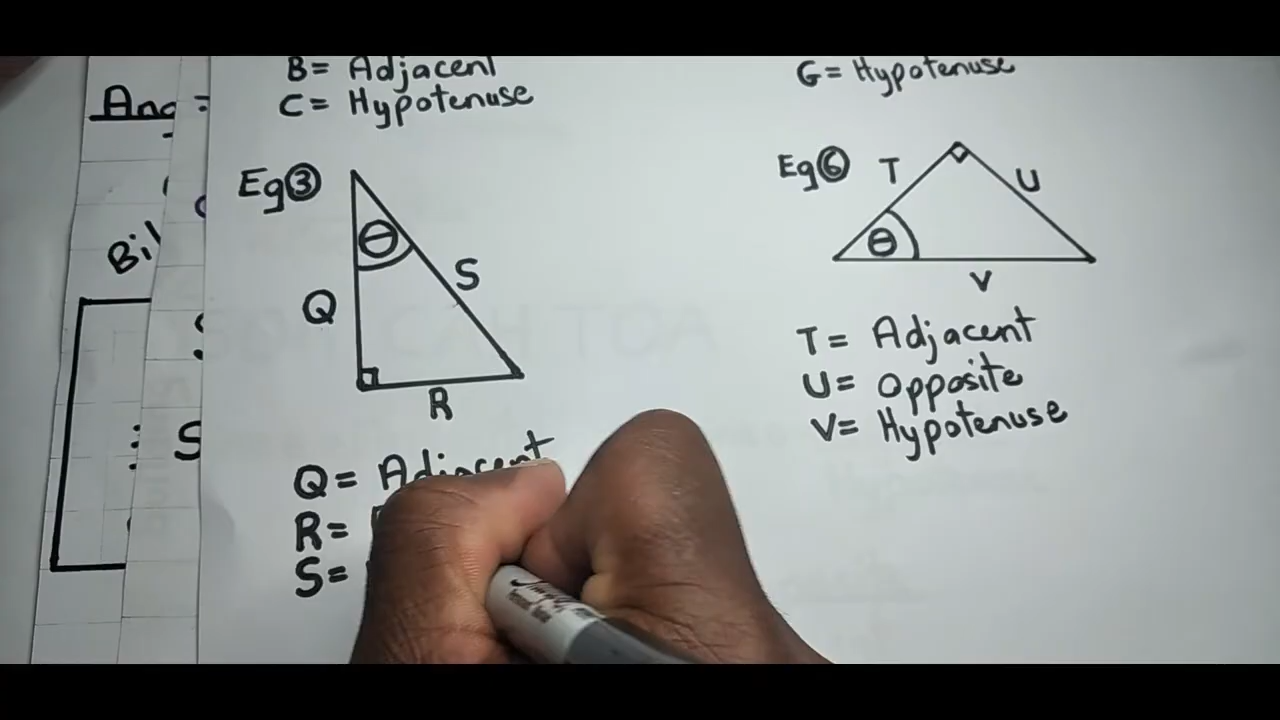 B= Adjacent
C= Hypotenuse
G= Hypotenuse
Eg③
θ
Q
S
R
Q= Adjacent
R=
S=
Eg⑥
T
U
θ
V
T= Adjacent
U= Opposite
V= Hypotenuse